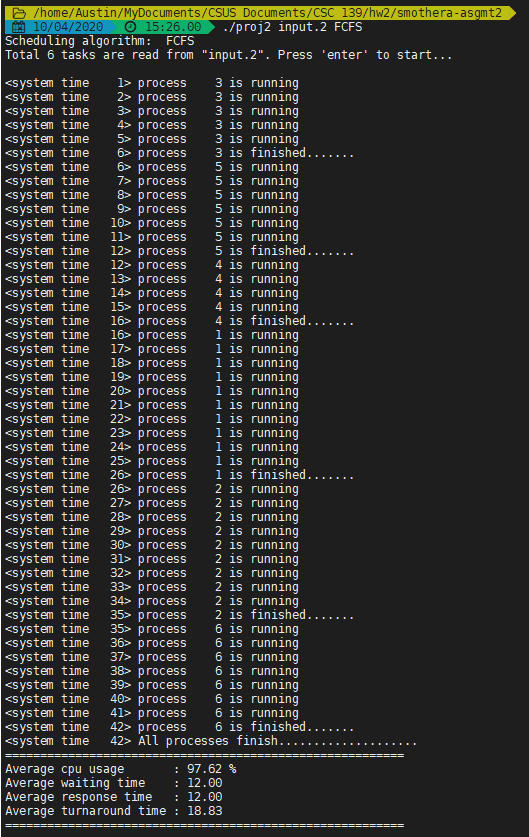 /home/Austin/MyDocuments/CSUS Documents/CSC 139/hw2/smothera-asgmt2
10/04/2020 15:26.00 ./proj2 input.2 FCFS
Scheduling algorithm:  FCFS
Total 6 tasks are read from "input.2". Press 'enter' to start...
<system time    1> process    3 is running
<system time    2> process    3 is running
<system time    3> process    3 is running
<system time    4> process    3 is running
<system time    5> process    3 is running
<system time    6> process    3 is finished.......
<system time    6> process    5 is running
<system time    7> process    5 is running
<system time    8> process    5 is running
<system time    9> process    5 is running
<system time   10> process    5 is running
<system time   11> process    5 is running
<system time   12> process    5 is finished.......
<system time   12> process    4 is running
<system time   13> process    4 is running
<system time   14> process    4 is running
<system time   15> process    4 is running
<system time   16> process    4 is finished.......
<system time   16> process    1 is running
<system time   17> process    1 is running
<system time   18> process    1 is running
<system time   19> process    1 is running
<system time   20> process    1 is running
<system time   21> process    1 is running
<system time   22> process    1 is running
<system time   23> process    1 is running
<system time   24> process    1 is running
<system time   25> process    1 is running
<system time   26> process    1 is finished.......
<system time   26> process    2 is running
<system time   27> process    2 is running
<system time   28> process    2 is running
<system time   29> process    2 is running
<system time   30> process    2 is running
<system time   31> process    2 is running
<system time   32> process    2 is running
<system time   33> process    2 is running
<system time   34> process    2 is running
<system time   35> process    2 is finished.......
<system time   35> process    6 is running
<system time   36> process    6 is running
<system time   37> process    6 is running
<system time   38> process    6 is running
<system time   39> process    6 is running
<system time   40> process    6 is running
<system time   41> process    6 is running
<system time   42> process    6 is finished.......
<system time   42> All processes finish....................
=========================================================
Average cpu usage       : 97.62 %
Average waiting time    : 12.00
Average response time   : 12.00
Average turnaround time : 18.83
=========================================================